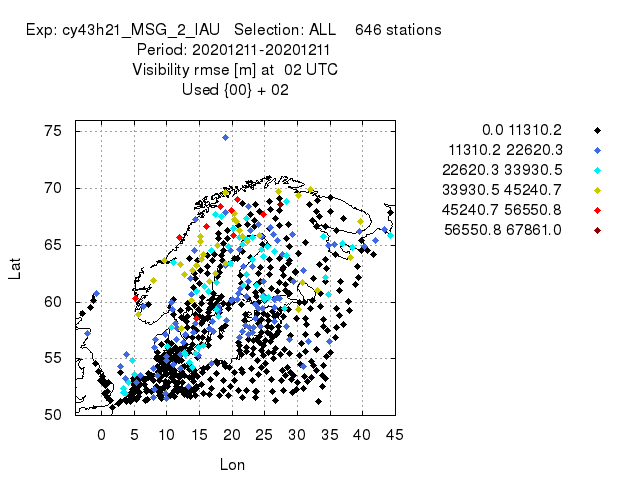 Exp: cy43h21_MSG_2_IAU   Selection: ALL    646 stations
Period: 20201211-20201211
Visibility rmse [m] at  02 UTC
Used {00} + 02
75
70
65
60
55
50
Lat
0 5 10 15 20 25 30 35 40 45
Lon
0.0 11310.2
11310.2 22620.3
22620.3 33930.5
33930.5 45240.7
45240.7 56550.8
56550.8 67861.0